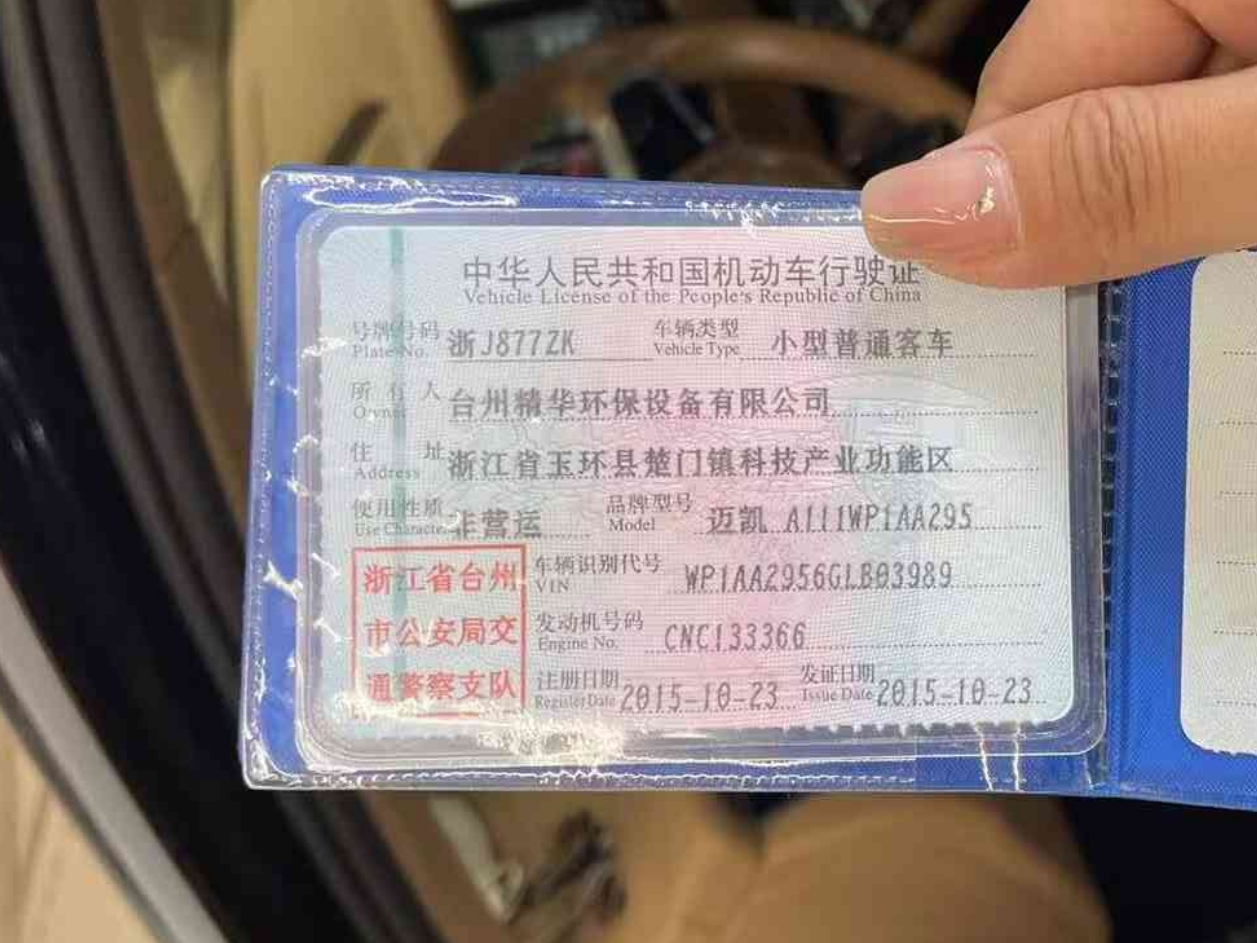 中华人民共和国机动车行驶证
Vehicle License of the People's Republic of China
号牌号码 浙J877ZK 车辆类型 小型普通客车
Plate No. Vehicle Type
所有人 台州精华环保设备有限公司
Owner
住址 浙江省玉环县楚门镇科技产业功能区
Address
使用性质 非营运 品牌型号 迈凯 A111WP1AA295
Use Character Model
浙江省台州
市公安局交
通警察支队
车辆识别代号 WP1AA2956GLB03989
VIN
发动机号码 CNC133366
Engine No.
注册日期 2015-10-23 发证日期 2015-10-23
Register Date Issue Date